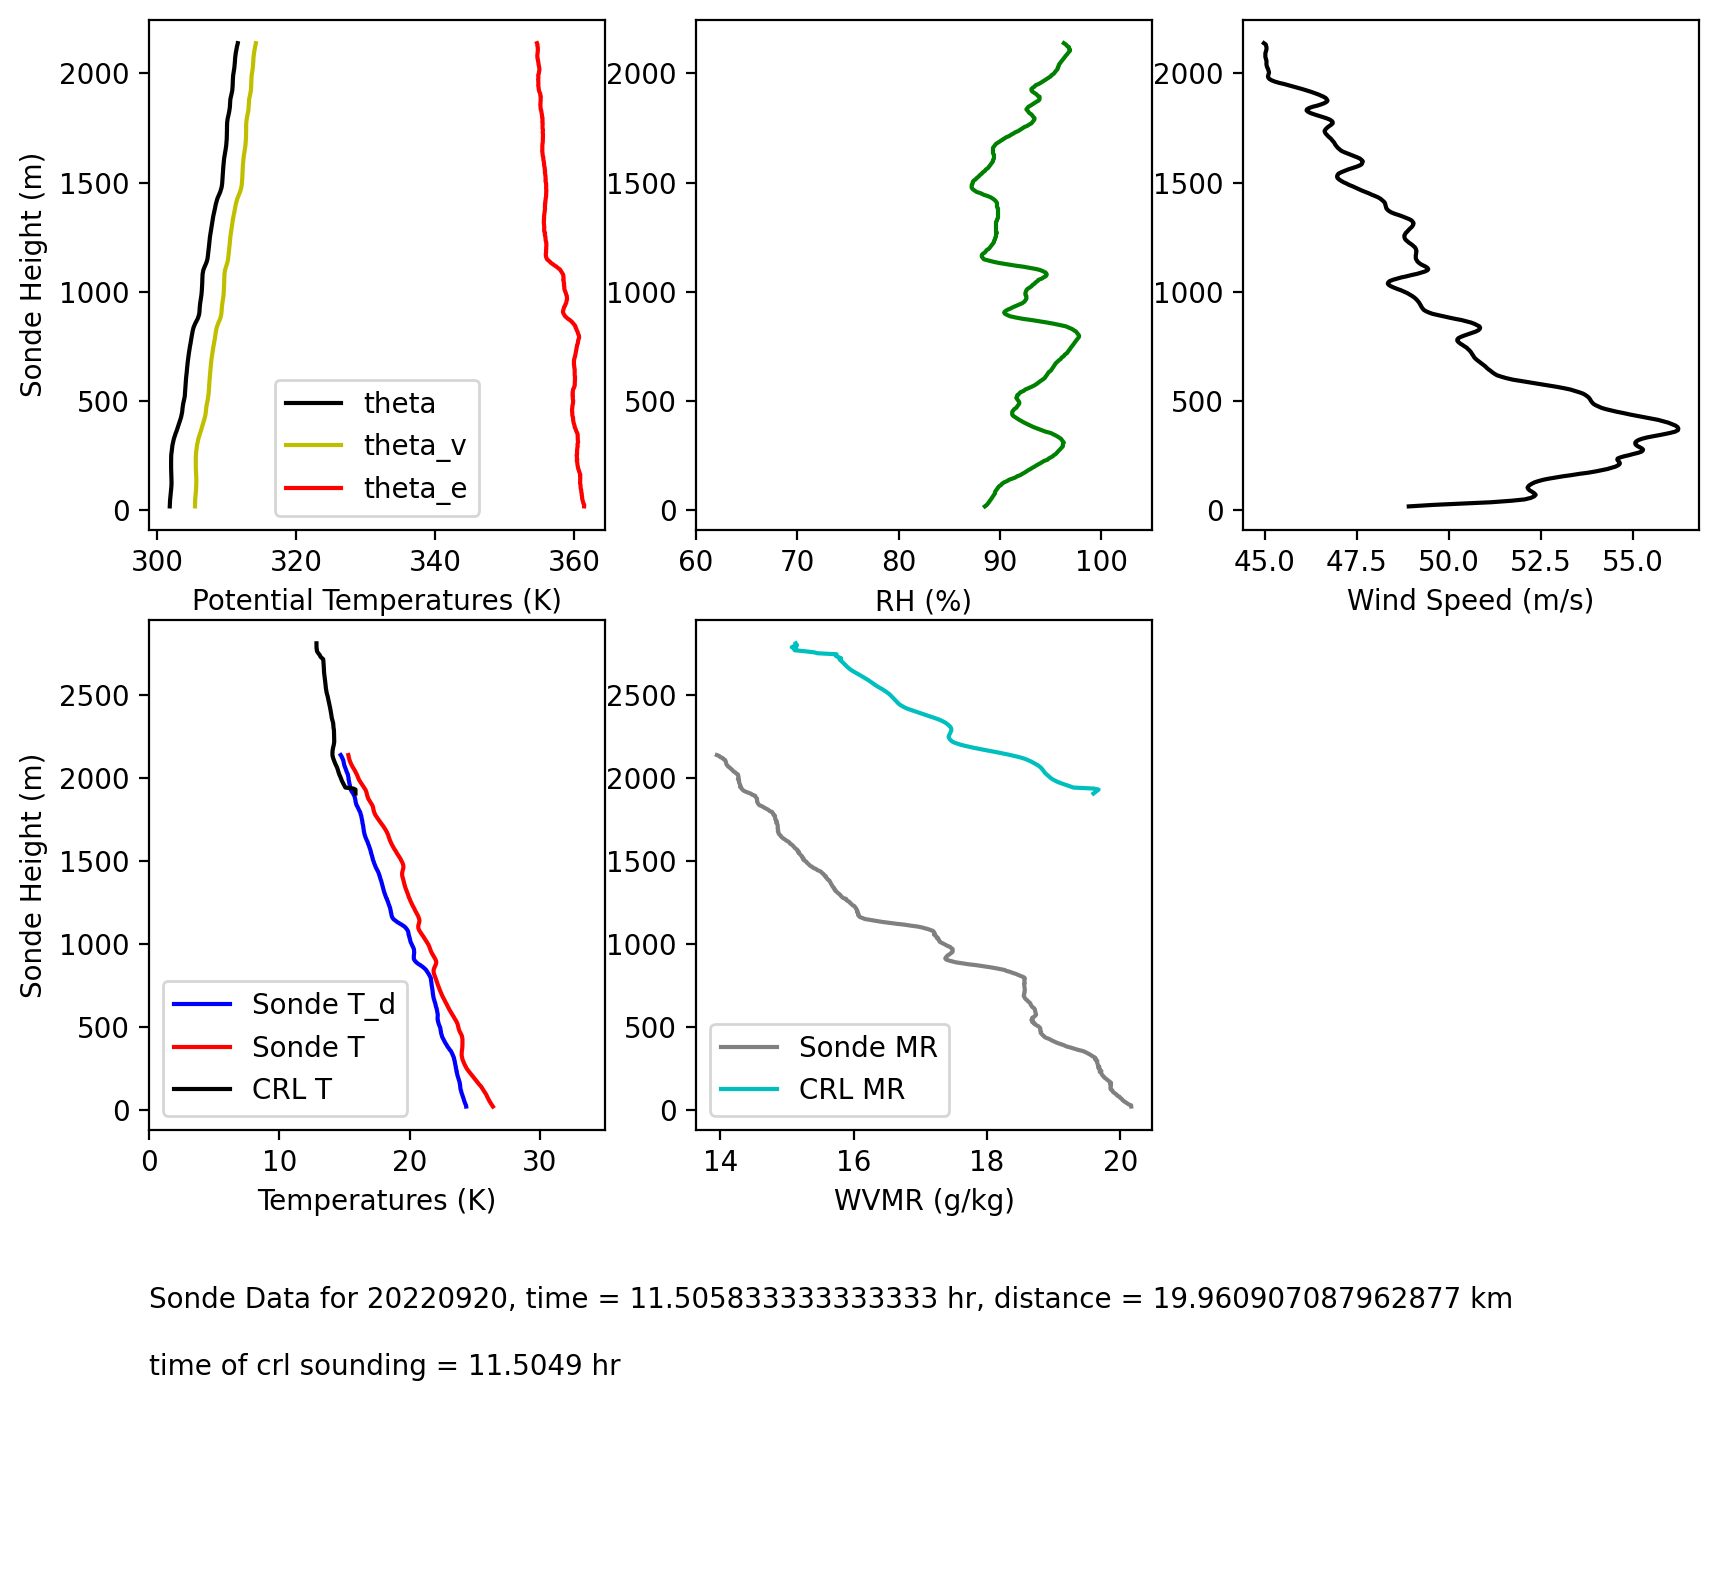 2000
1500
1000
500
0
Sonde Height (m)
300
320
340
360
Potential Temperatures (K)
theta
theta_v
theta_e
2000
1500
1000
500
0
60
70
80
90
100
RH (%)
2000
1500
1000
500
0
45.0
47.5
50.0
52.5
55.0
Wind Speed (m/s)
2500
2000
1500
1000
500
0
Sonde Height (m)
0
10
20
30
Temperatures (K)
Sonde T_d
Sonde T
CRL T
2500
2000
1500
1000
500
0
14
16
18
20
WVMR (g/kg)
Sonde MR
CRL MR
Sonde Data for 20220920, time = 11.505833333333333 hr, distance = 19.960907087962877 km
time of crl sounding = 11.5049 hr